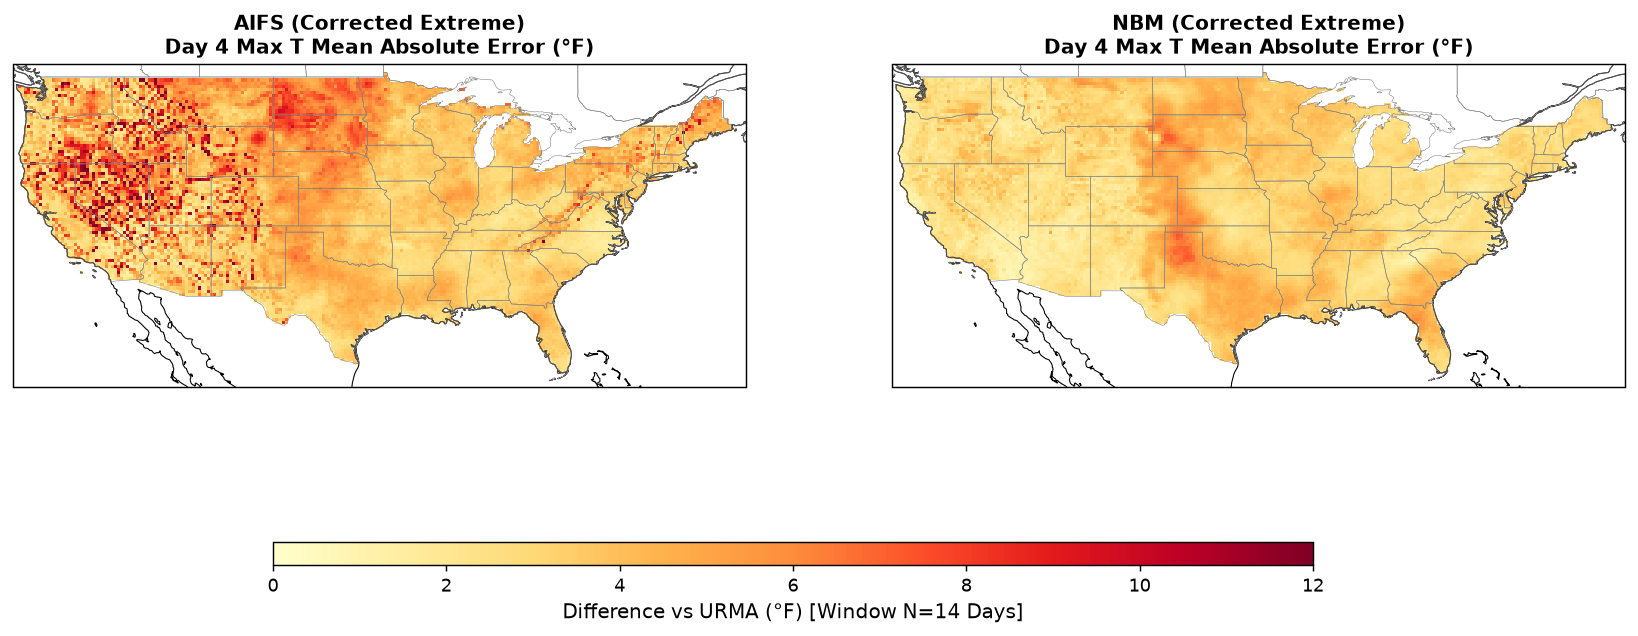 AIFS (Corrected Extreme)
Day 4 Max T Mean Absolute Error (°F)
NBM (Corrected Extreme)
Day 4 Max T Mean Absolute Error (°F)
0 2 4 6 8 10 12
Difference vs URMA (°F) [Window N=14 Days]